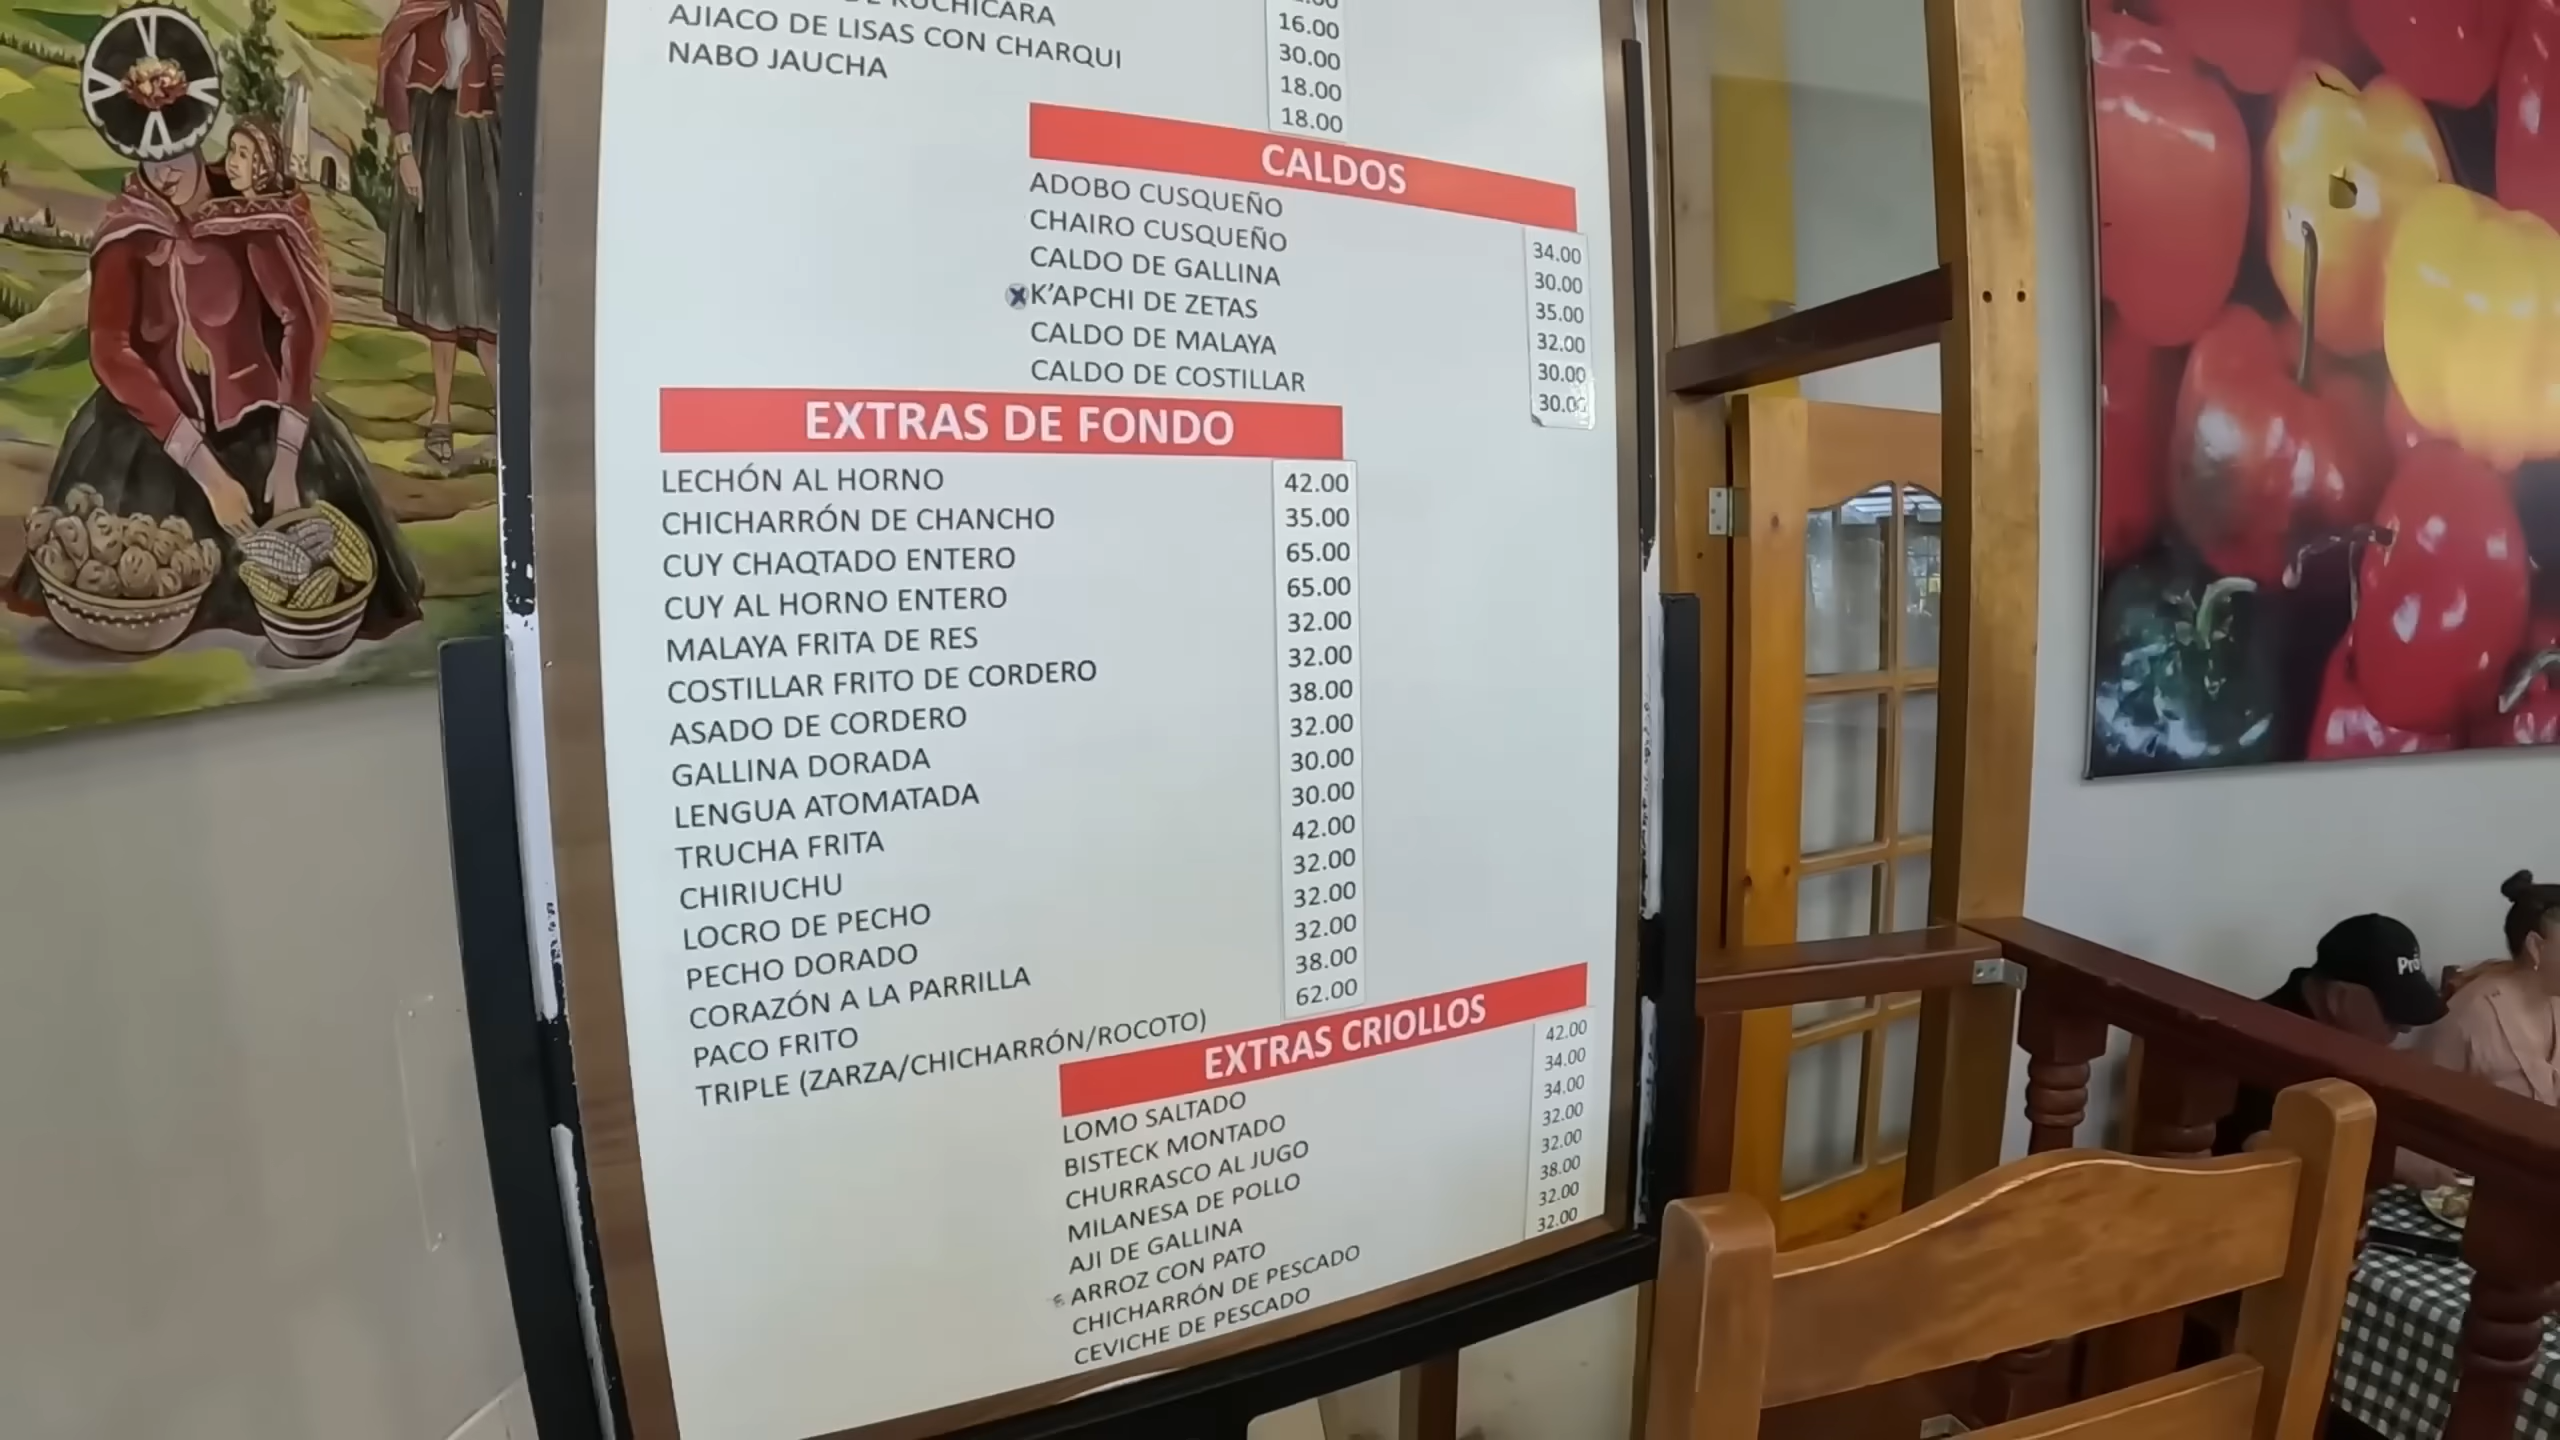 AJIACO DE LISAS CON CHARQUI
NABO JAUCHA
16.00
30.00
18.00
18.00
CALDOS
ADOBO CUSQUEÑO 34.00
CHAIRO CUSQUEÑO 30.00
CALDO DE GALLINA 35.00
K'APCHI DE ZETAS 32.00
CALDO DE MALAYA 30.00
CALDO DE COSTILLAR 30.00
EXTRAS DE FONDO
LECHÓN AL HORNO 42.00
CHICHARRÓN DE CHANCHO 35.00
CUY CHAQTADO ENTERO 65.00
CUY AL HORNO ENTERO 65.00
MALAYA FRITA DE RES 32.00
COSTILLAR FRITO DE CORDERO 32.00
ASADO DE CORDERO 38.00
GALLINA DORADA 32.00
LENGUA ATOMATADA 30.00
TRUCHA FRITA 30.00
CHIRIUCHU 42.00
LOCRO DE PECHO 32.00
PECHO DORADO 32.00
CORAZÓN A LA PARRILLA 32.00
PACO FRITO 38.00
TRIPLE (ZARZA/CHICHARRÓN/ROCOTO) 62.00
EXTRAS CRIOLLOS
LOMO SALTADO 42.00
BISTECK MONTADO 34.00
CHURRASCO AL JUGO 34.00
MILANESA DE POLLO 32.00
AJI DE GALLINA 32.00
ARROZ CON PATO 38.00
CHICHARRÓN DE PESCADO 32.00
CEVICHE DE PESCADO 32.00